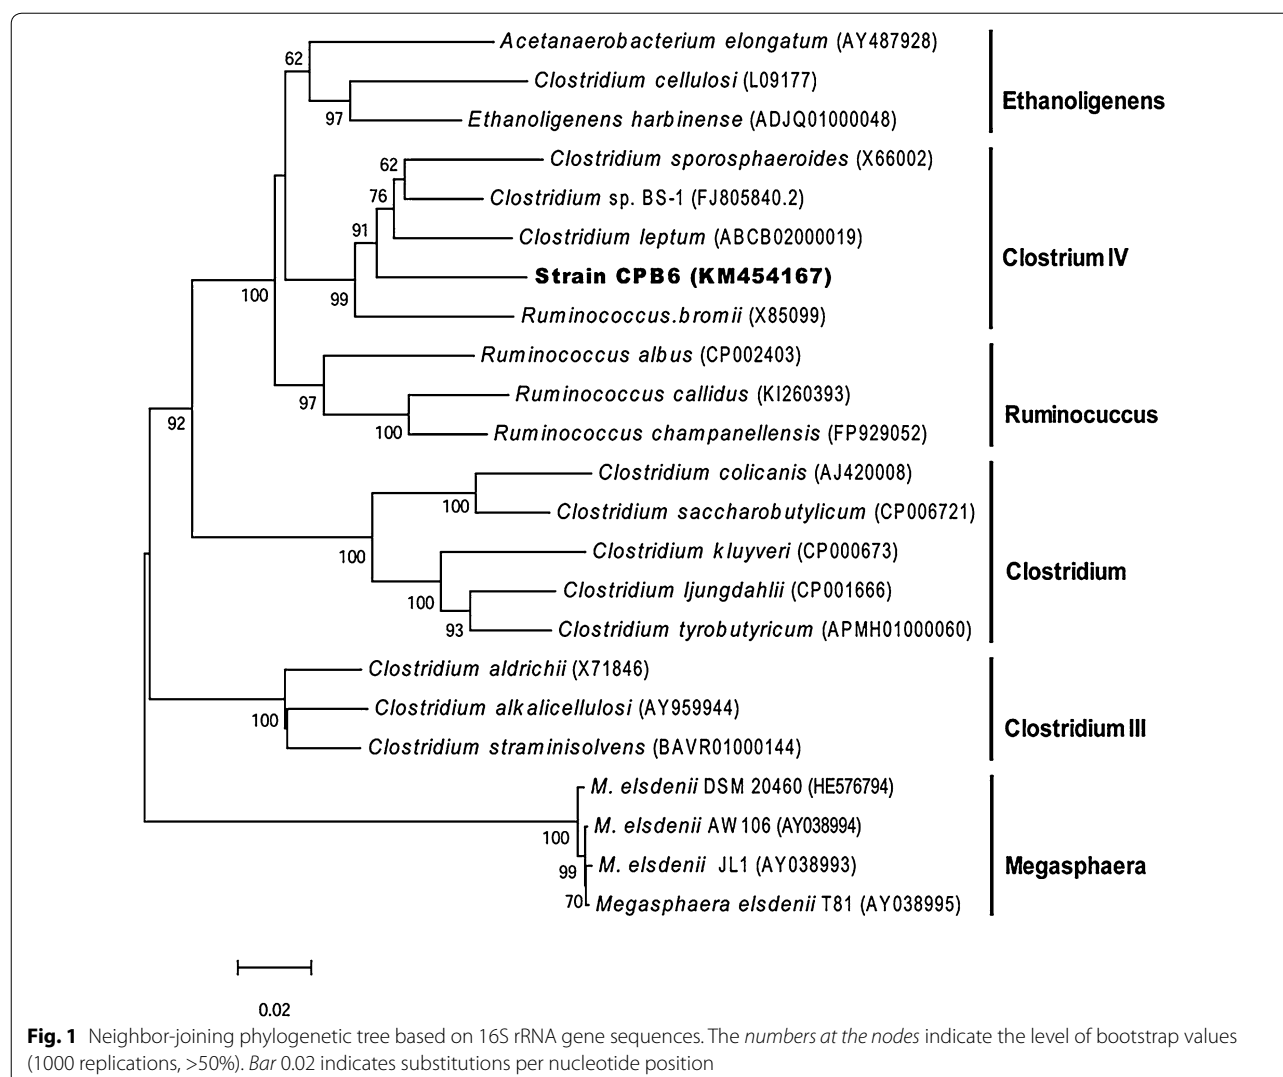 Acetanaerobacterium elongatum (AY487928)
62
Clostridium cellulosi (L09177)
Ethanoligenens
97
Ethanoligenens harbinense (ADJQ01000048)
Clostridium sporosphaeroides (X66002)
62
76
Clostridium sp. BS-1 (FJ805840.2)
91
Clostridium leptum (ABCB02000019)
Clostrium IV
Strain CPB6 (KM454167)
100
99
Ruminococcus.bromii (X85099)
Ruminococcus albus (CP002403)
97
Ruminococcus callidus (KI260393)
Ruminocuccus
92
100
Ruminococcus champanellensis (FP929052)
Clostridium colicanis (AJ420008)
100
Clostridium saccharobutylicum (CP006721)
100
Clostridium kluyveri (CP000673)
Clostridium
Clostridium ljungdahlii (CP001666)
100
93
Clostridium tyrobutyricum (APMH01000060)
Clostridium aldrichii (X71846)
Clostridium alkalicellulosi (AY959944)
100
Clostridium III
Clostridium straminisolvens (BAVR01000144)
M. elsdenii DSM 20460 (HE576794)
M. elsdenii AW 106 (AY038994)
100
M. elsdenii JL1 (AY038993)
Megasphaera
99
70
Megasphaera elsdenii T81 (AY038995)
0.02
Fig. 1 Neighbor-joining phylogenetic tree based on 16S rRNA gene sequences. The numbers at the nodes indicate the level of bootstrap values
(1000 replications, >50%). Bar 0.02 indicates substitutions per nucleotide position